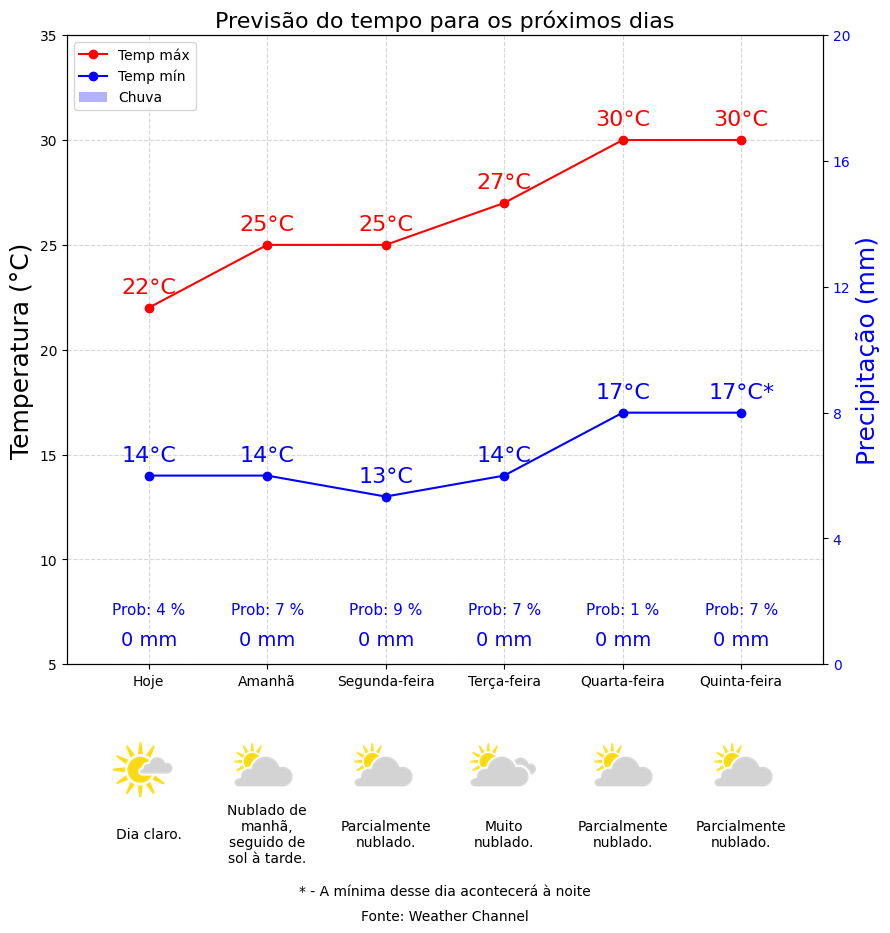 Previsão do tempo para os próximos dias
35
30
25
20
15
10
5
Temperatura (°C)
20
16
12
8
4
0
Precipitação (mm)
Temp máx
Temp mín
Chuva
22°C
25°C
25°C
27°C
30°C
30°C
14°C
14°C
13°C
14°C
17°C
17°C*
Prob: 4 %
Prob: 7 %
Prob: 9 %
Prob: 7 %
Prob: 1 %
Prob: 7 %
0 mm
0 mm
0 mm
0 mm
0 mm
0 mm
Hoje
Amanhã
Segunda-feira
Terça-feira
Quarta-feira
Quinta-feira
Dia claro.
Nublado de
manhã,
seguido de
sol à tarde.
Parcialmente
nublado.
Muito
nublado.
Parcialmente
nublado.
Parcialmente
nublado.
* - A mínima desse dia acontecerá à noite
Fonte: Weather Channel